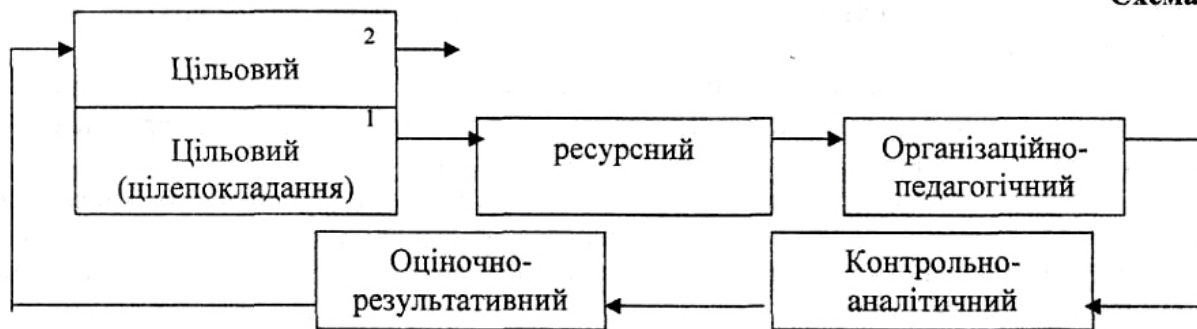 Схема
2
Цільовий
1
Цільовий
(цілепокладання)
ресурсний
Організаційно-
педагогічний
Оціночно-
результативний
Контрольно-
аналітичний